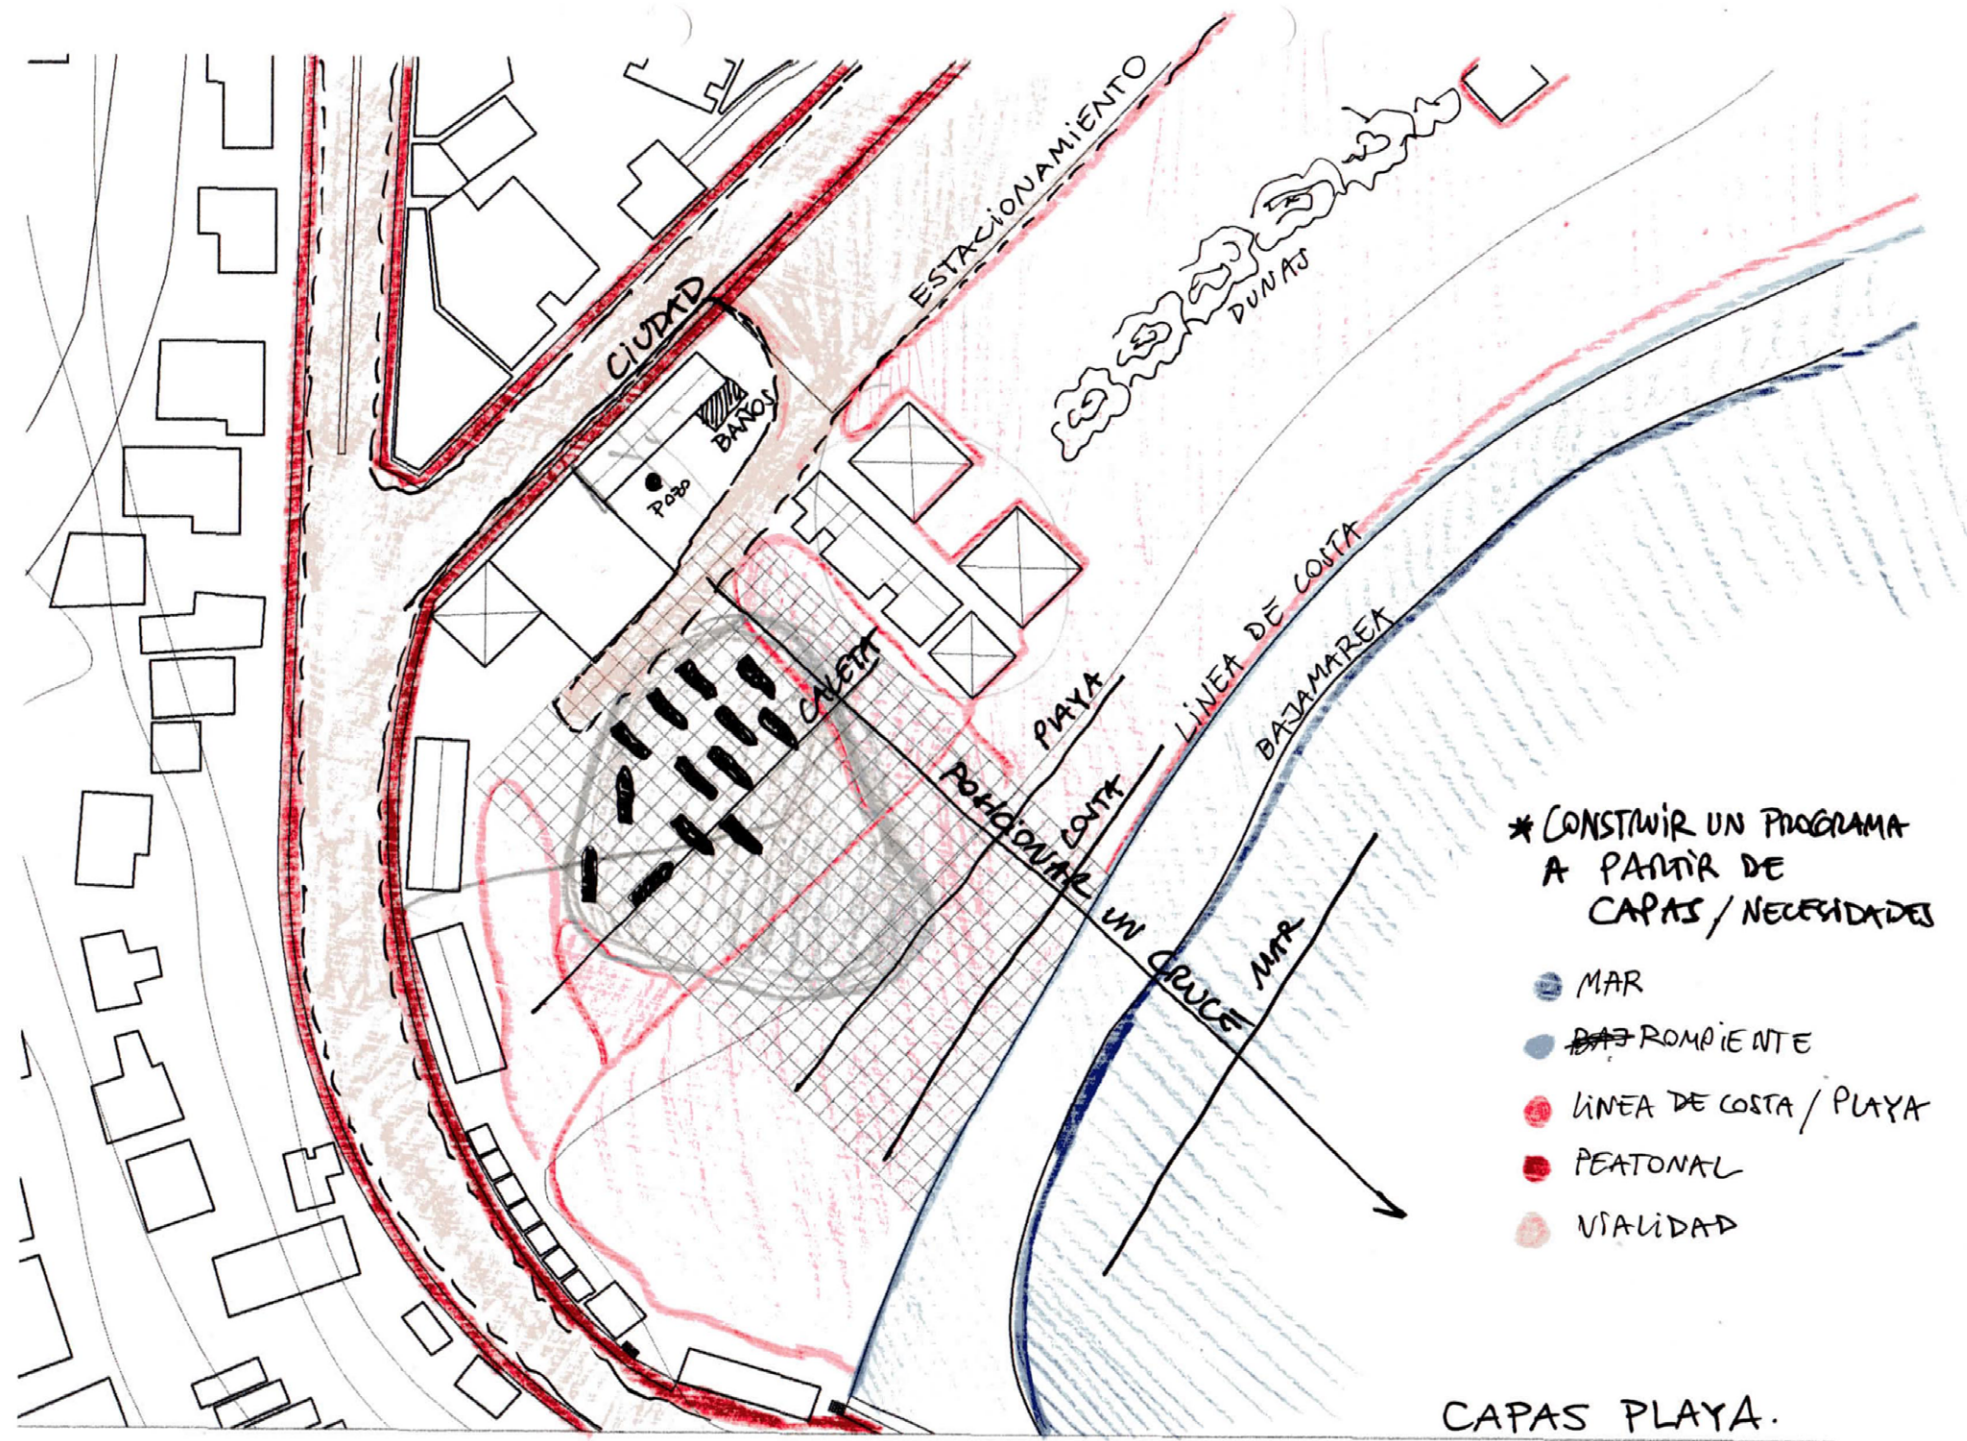 ESTACIONAMIENTO
CIUDAD
DUNAS
BAÑOS
POZO
LINEA DE COSTA
BAJAMAREA
CALETA
PLAYA
COSTA
POSICIONAR UN CRUCE
MAR
* CONSTRUIR UN PROGRAMA
A PARTIR DE
CAPAS / NECESIDADES
MAR
BAJ ROMPIENTE
LINEA DE COSTA / PLAYA
PEATONAL
VIALIDAD
CAPAS PLAYA.